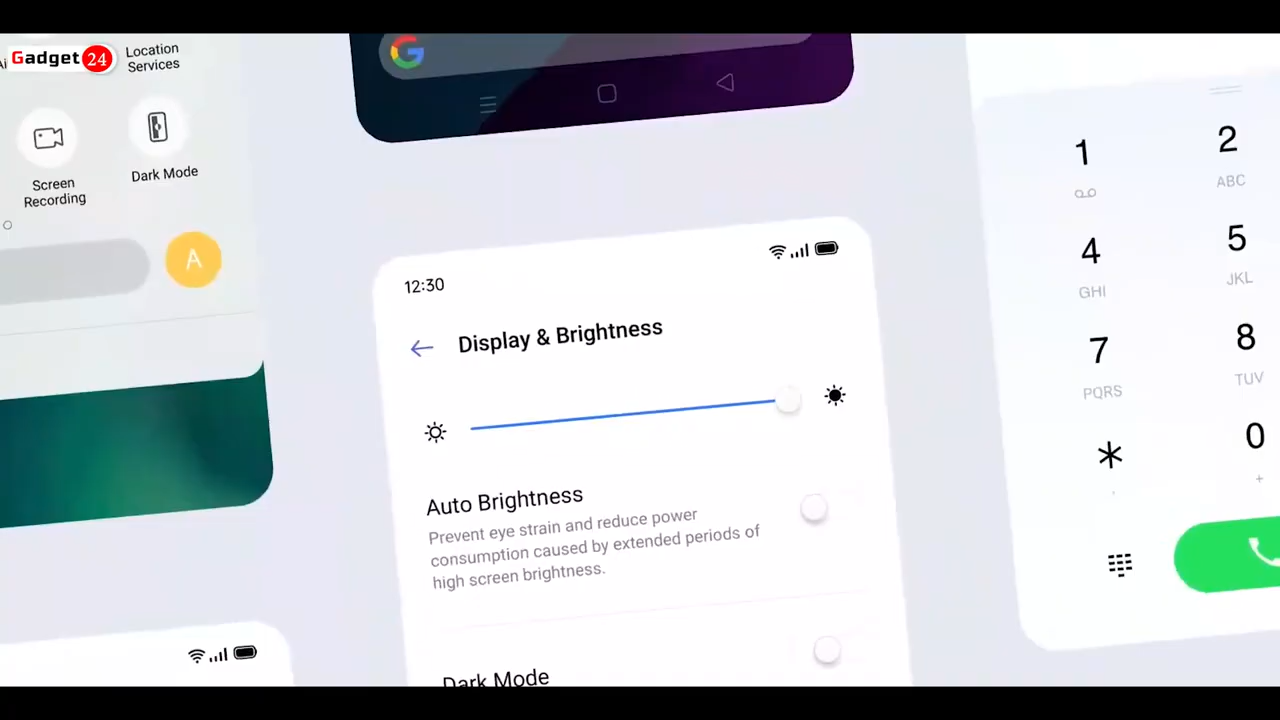 Gadget 24
Location
Services
Screen
Recording
Dark Mode
A
12:30
Display & Brightness
Auto Brightness
Prevent eye strain and reduce power
consumption caused by extended periods of
high screen brightness.
Dark Mode
1
2
ABC
4
GHI
5
JKL
7
PQRS
8
TUV
*
0
+